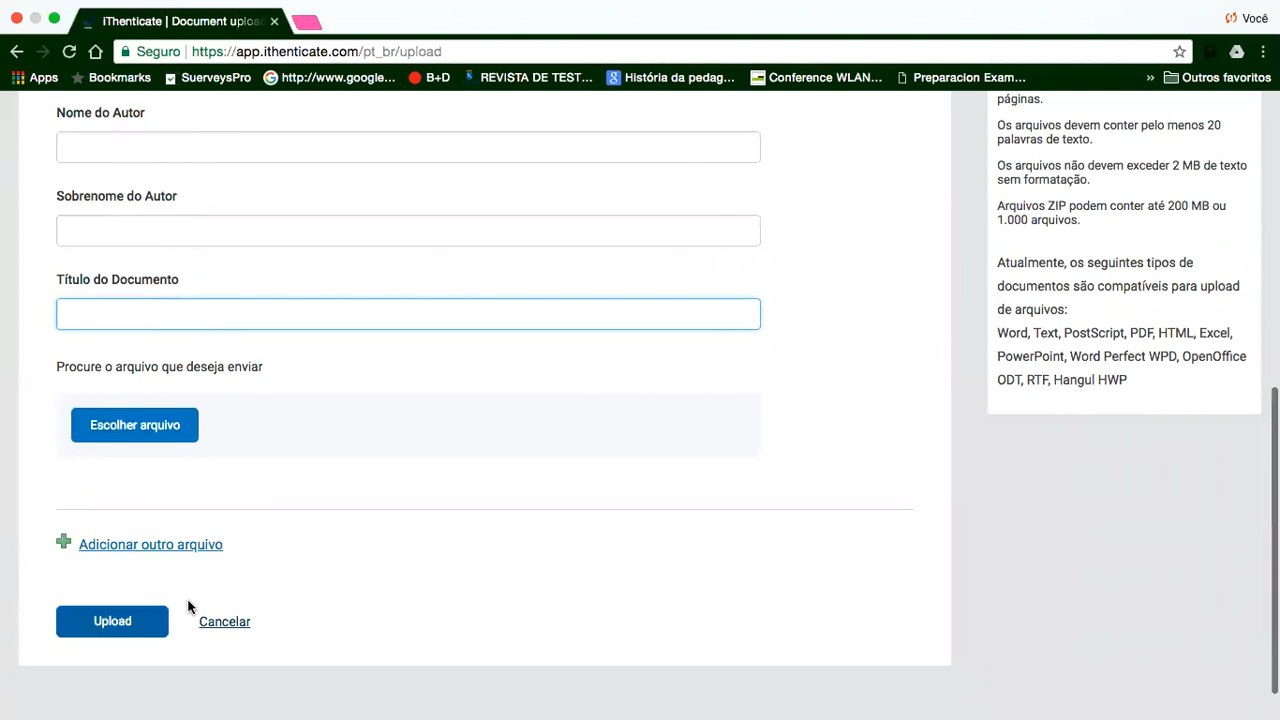 iThenticate | Document uploa
Você
Seguro | https://app.ithenticate.com/pt_br/upload
Apps Bookmarks SuerveysPro http://www.google... B+D REVISTA DE TEST... História da pedag... Conference WLAN... Preparacion Exam... » Outros favoritos
Nome do Autor
Sobrenome do Autor
Título do Documento
Procure o arquivo que deseja enviar
Escolher arquivo
Adicionar outro arquivo
Upload Cancelar
páginas.
Os arquivos devem conter pelo menos 20
palavras de texto.
Os arquivos não devem exceder 2 MB de texto
sem formatação.
Arquivos ZIP podem conter até 200 MB ou
1.000 arquivos.
Atualmente, os seguintes tipos de
documentos são compatíveis para upload
de arquivos:
Word, Text, PostScript, PDF, HTML, Excel,
PowerPoint, Word Perfect WPD, OpenOffice
ODT, RTF, Hangul HWP